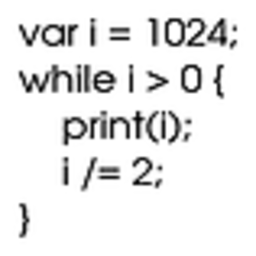 var i = 1024;
while i > 0 {
    print(i);
    i /= 2;
}